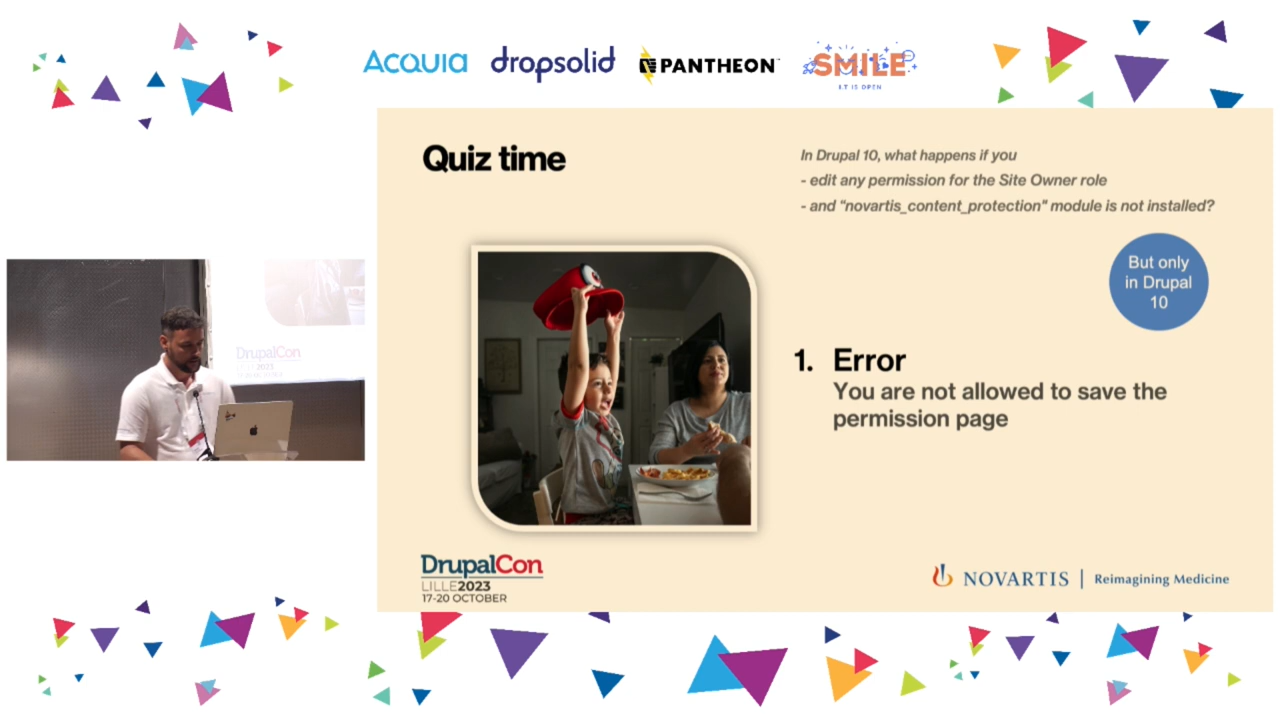 Acquia
dropsolid
PANTHEON
SMILE
I.T IS OPEN
Quiz time
In Drupal 10, what happens if you
- edit any permission for the Site Owner role
- and "novartis_content_protection" module is not installed?
But only
in Drupal
10
1. Error
You are not allowed to save the
permission page
DrupalCon
DrupalCon
LILLE2023
17-20 OCTOBER
NOVARTIS | Reimagining Medicine